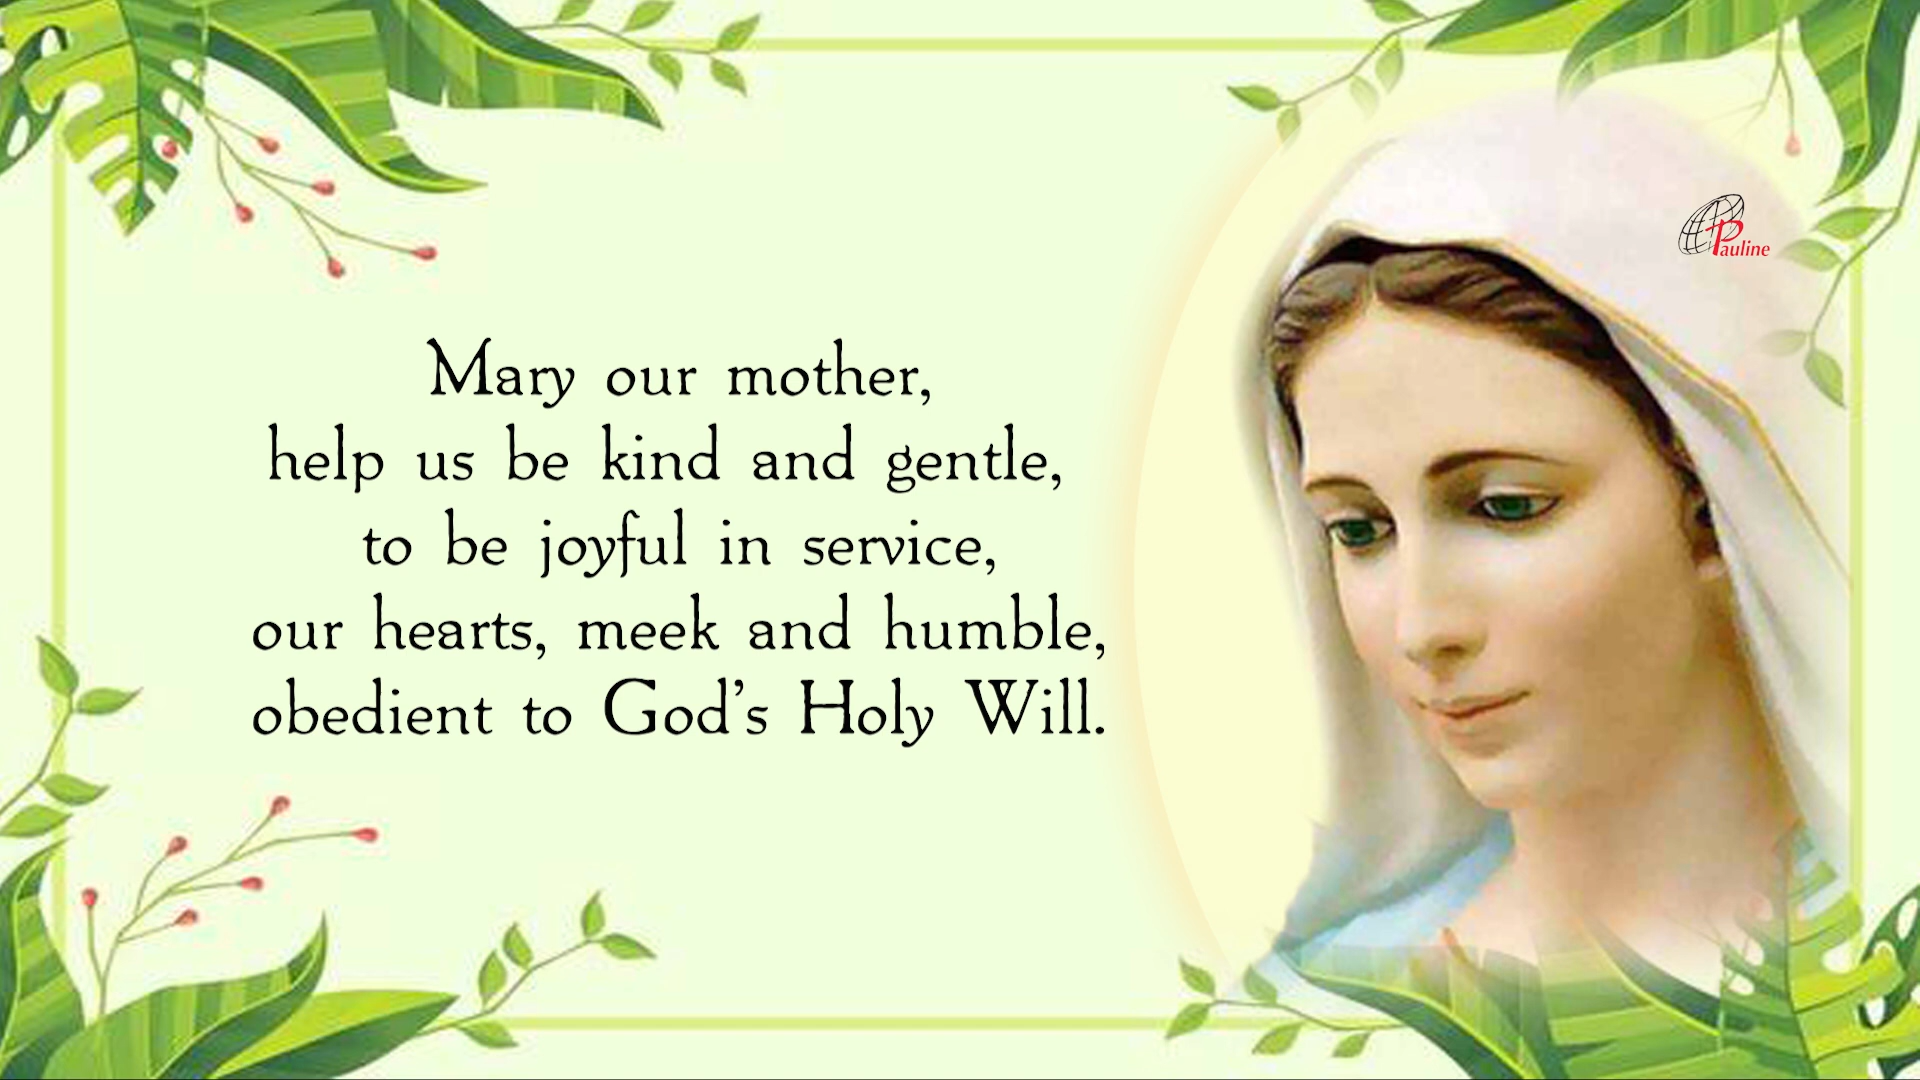 Mary our mother,
help us be kind and gentle,
to be joyful in service,
our hearts, meek and humble,
obedient to God's Holy Will.
Pauline